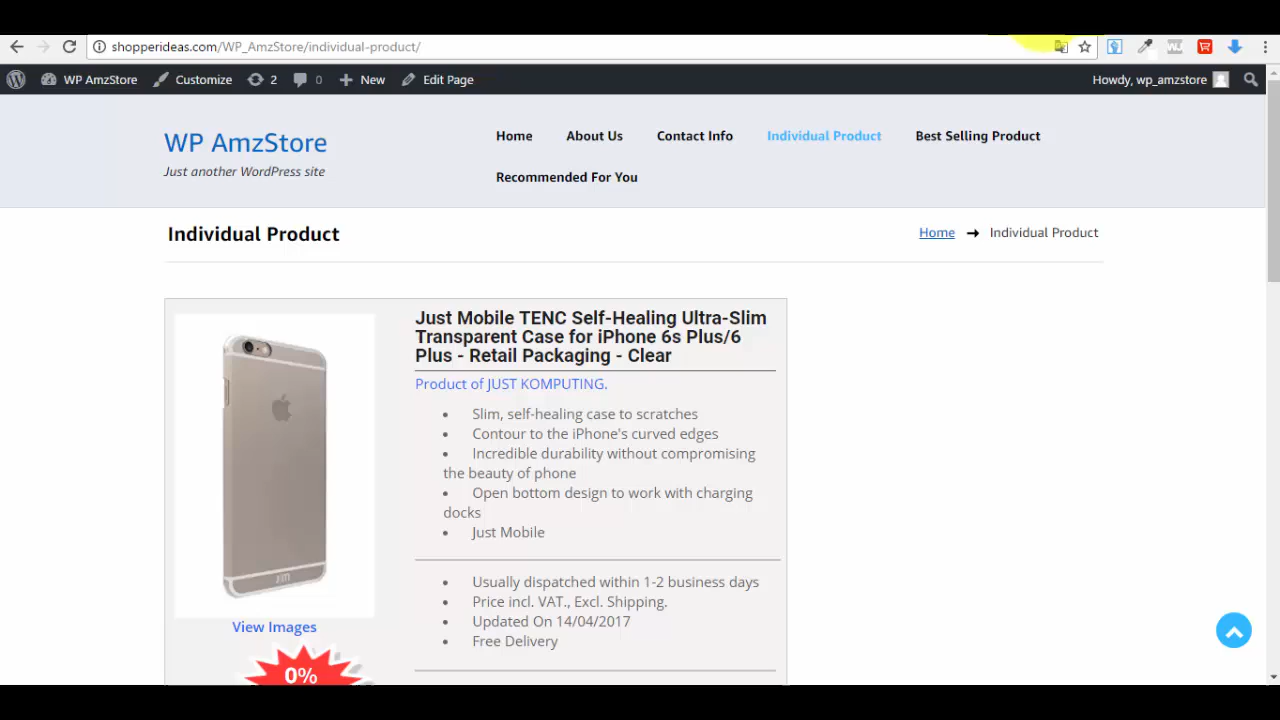 shopperideas.com/WP_AmzStore/individual-product/
WP AmzStore Customize 2 0 New Edit Page Howdy, wp_amzstore
WP AmzStore
Just another WordPress site
Home About Us Contact Info Individual Product Best Selling Product
Recommended For You
Individual Product
Home → Individual Product
Just Mobile TENC Self-Healing Ultra-Slim
Transparent Case for iPhone 6s Plus/6
Plus - Retail Packaging - Clear
Product of JUST KOMPUTING.
• Slim, self-healing case to scratches
• Contour to the iPhone's curved edges
• Incredible durability without compromising
the beauty of phone
• Open bottom design to work with charging
docks
• Just Mobile
• Usually dispatched within 1-2 business days
• Price incl. VAT., Excl. Shipping.
• Updated On 14/04/2017
• Free Delivery
View Images
0%